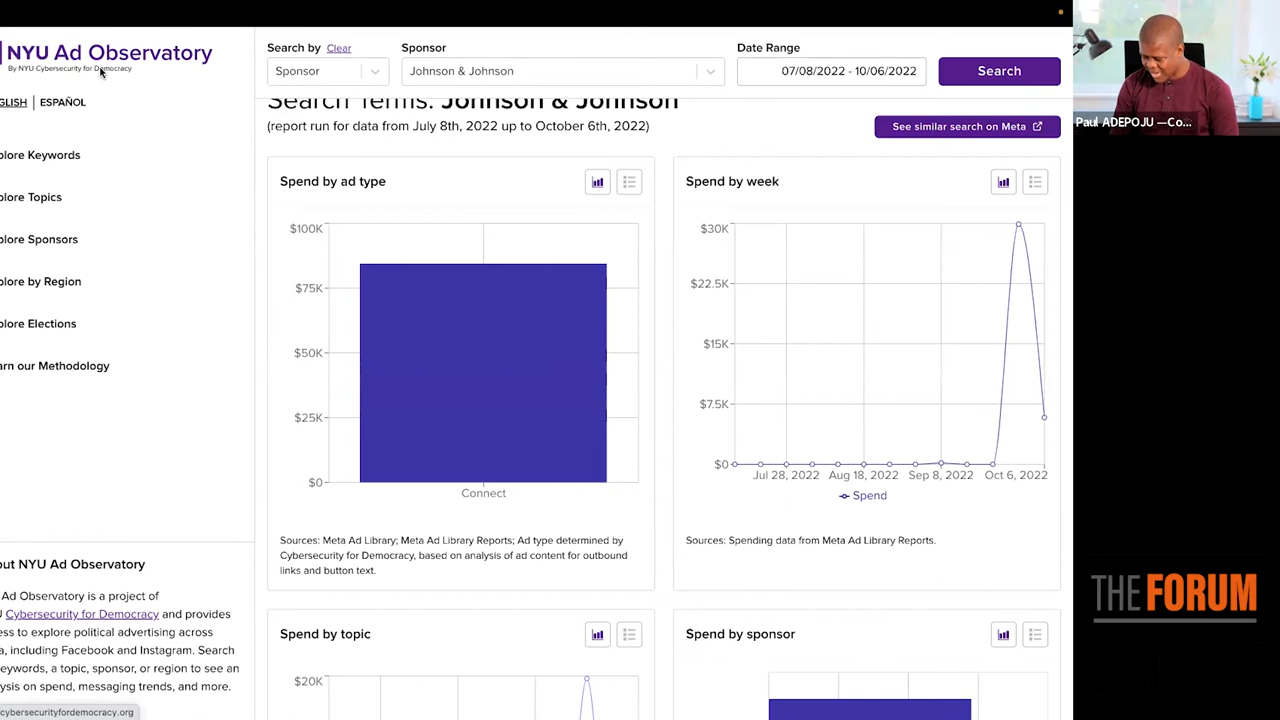 NYU Ad Observatory
By NYU Cybersecurity for Democracy
GLISH | ESPAÑOL
plore Keywords
plore Topics
plore Sponsors
plore by Region
plore Elections
arn our Methodology
out NYU Ad Observatory
Ad Observatory is a project of
Cybersecurity for Democracy and provides
ess to explore political advertising across
a, including Facebook and Instagram. Search
eywords, a topic, sponsor, or region to see an
ysis on spend, messaging trends, and more.
cybersecurityfordemocracy.org
Search by Clear
Sponsor
Sponsor
Johnson & Johnson
Date Range
07/08/2022 - 10/06/2022
Search
Search Terms: Johnson & Johnson
(report run for data from July 8th, 2022 up to October 6th, 2022)
See similar search on Meta
Spend by ad type
$100K
$75K
$50K
$25K
$0
Connect
Sources: Meta Ad Library; Meta Ad Library Reports; Ad type determined by
Cybersecurity for Democracy, based on analysis of ad content for outbound
links and button text.
Spend by week
$30K
$22.5K
$15K
$7.5K
$0
Jul 28, 2022 Aug 18, 2022 Sep 8, 2022 Oct 6, 2022
Spend
Sources: Spending data from Meta Ad Library Reports.
Spend by topic
$20K
Spend by sponsor
Paul ADEPOJU —Co...
THE FORUM